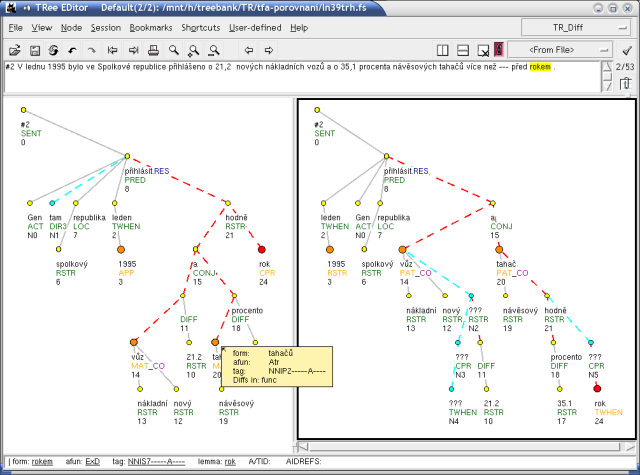 TRee EDitor Default(2/2): /mnt/h/treebank/TR/tfa-porovnani/ln39trh.fs
File View Node Session Bookmarks Macros Setup User-defined Help
TR_Diff
<From File>
2/53
#2 V lednu 1995 bylo ve Spolkové republice přihlášeno o 21,2 nových nákladních vozů a o 35,1 procenta návěsových tahačů více než --- před rokem .
#2
SENT
0
přihlásit.RES
PRED
8
Gen
ACT
N0
tam
DIR3
N1
republika
LOC
7
leden
TWHEN
2
hodně
RSTR
21
spolkový
RSTR
6
1995
APP
3
a
CONJ
15
rok
CPR
24
DIFF
11
procento
DIFF
18
vůz
MAT_CO
14
21.2
RSTR
10
nákladní
RSTR
13
nový
RSTR
12
návěsový
RSTR
19
form: tahačů
afun: Atr
tag: NNIP2-----A----
Diffs in: func
#2
SENT
0
přihlásit.RES
PRED
8
leden
TWHEN
2
Gen
ACT
N0
republika
LOC
7
a
CONJ
15
1995
RSTR
3
spolkový
RSTR
6
vůz
PAT_CO
14
tahač
PAT_CO
20
nákladní
RSTR
13
nový
RSTR
12
???
RSTR
N2
návěsový
RSTR
19
hodně
RSTR
21
???
CPR
N3
DIFF
11
procento
DIFF
18
???
CPR
N5
???
TWHEN
N4
21.2
RSTR
10
35.1
RSTR
17
rok
TWHEN
24
form: rokem afun: ExD tag: NNIS7-----A---- lemma: rok A/TID: AIDREFS: